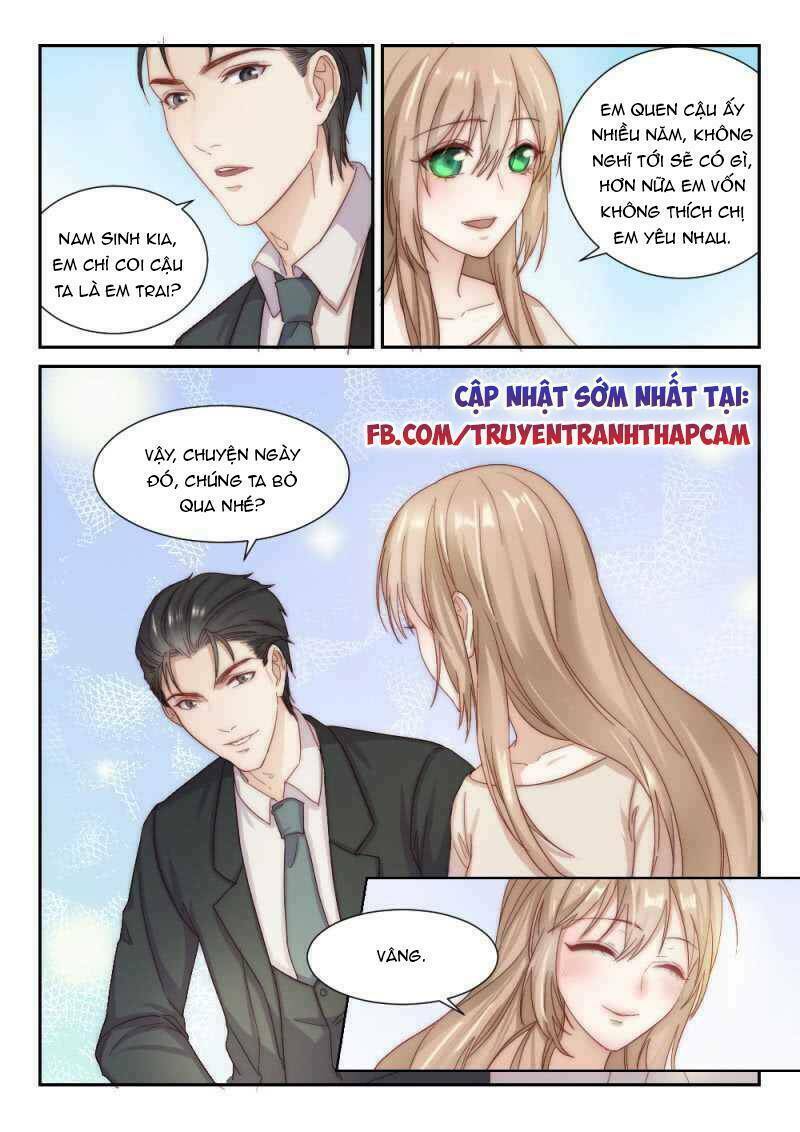 NAM SINH KIA,
EM CHỈ COI CẬU
TA LÀ EM TRAI?
EM QUEN CẬU ẤY
NHIỀU NĂM, KHÔNG
NGHĨ TỚI SẼ CÓ GÌ,
HƠN NỮA EM VỐN
KHÔNG THÍCH CHỊ
EM YÊU NHAU.
CẬP NHẬT SỚM NHẤT TẠI:
FB.COM/TRUYENTRANHTHAPCAM
VẬY, CHUYỆN NGÀY
ĐÓ, CHÚNG TA BỎ
QUA NHÉ?
VÂNG.